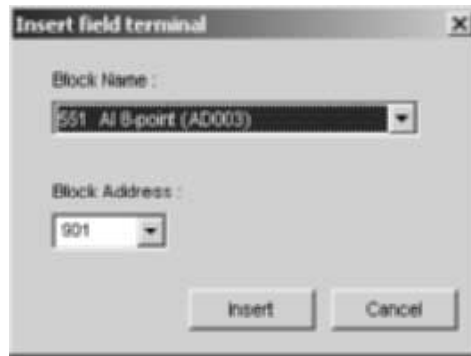 Insert field terminal
Block Name :
551 AI 8-point (AD003)
Block Address :
901
Insert
Cancel